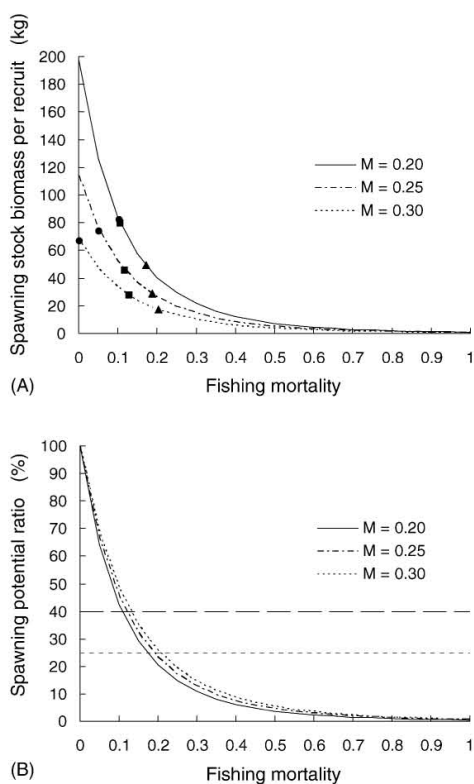 Spawning stock biomass per recruit (kg)
200
180
160
140
120
100
80
60
40
20
0
M = 0.20
M = 0.25
M = 0.30
0 0.1 0.2 0.3 0.4 0.5 0.6 0.7 0.8 0.9 1
(A) Fishing mortality
Spawning potential ratio (%)
100
90
80
70
60
50
40
30
20
10
0
M = 0.20
M = 0.25
M = 0.30
0 0.1 0.2 0.3 0.4 0.5 0.6 0.7 0.8 0.9 1
(B) Fishing mortality